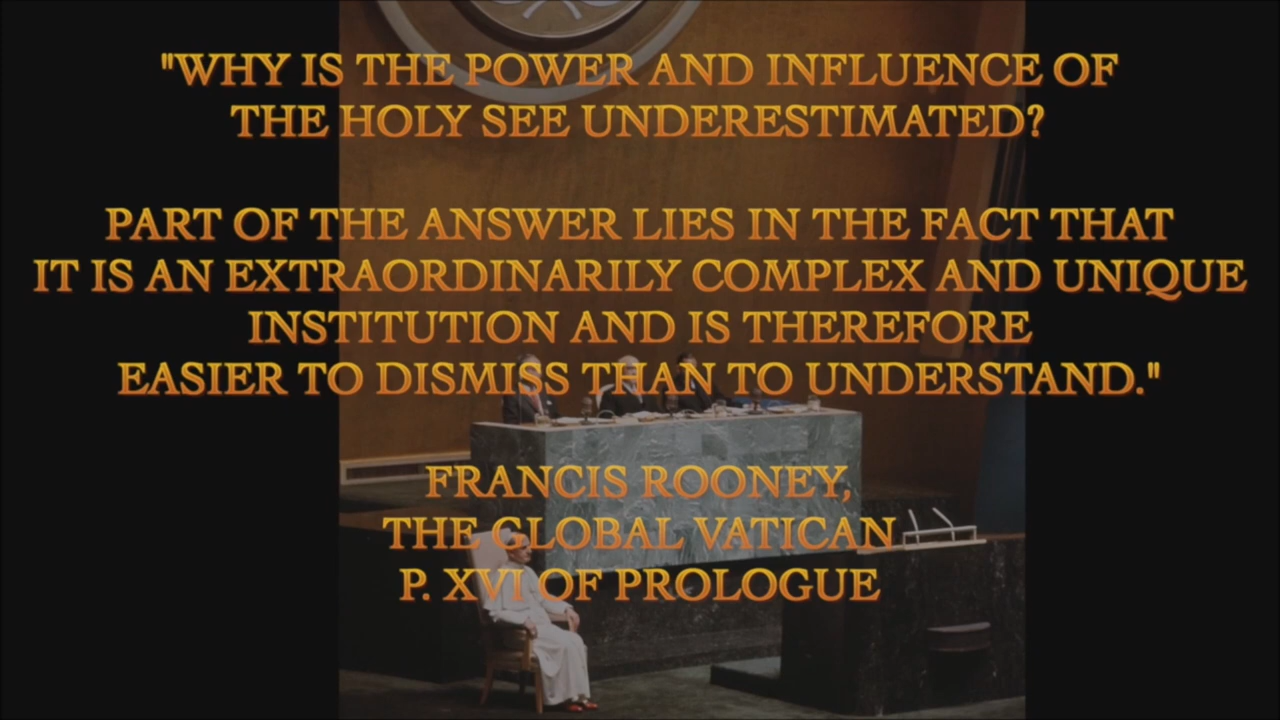 "WHY IS THE POWER AND INFLUENCE OF
THE HOLY SEE UNDERESTIMATED?
PART OF THE ANSWER LIES IN THE FACT THAT
IT IS AN EXTRAORDINARILY COMPLEX AND UNIQUE
INSTITUTION AND IS THEREFORE
EASIER TO DISMISS THAN TO UNDERSTAND."
FRANCIS ROONEY,
THE GLOBAL VATICAN
P. XVI OF PROLOGUE